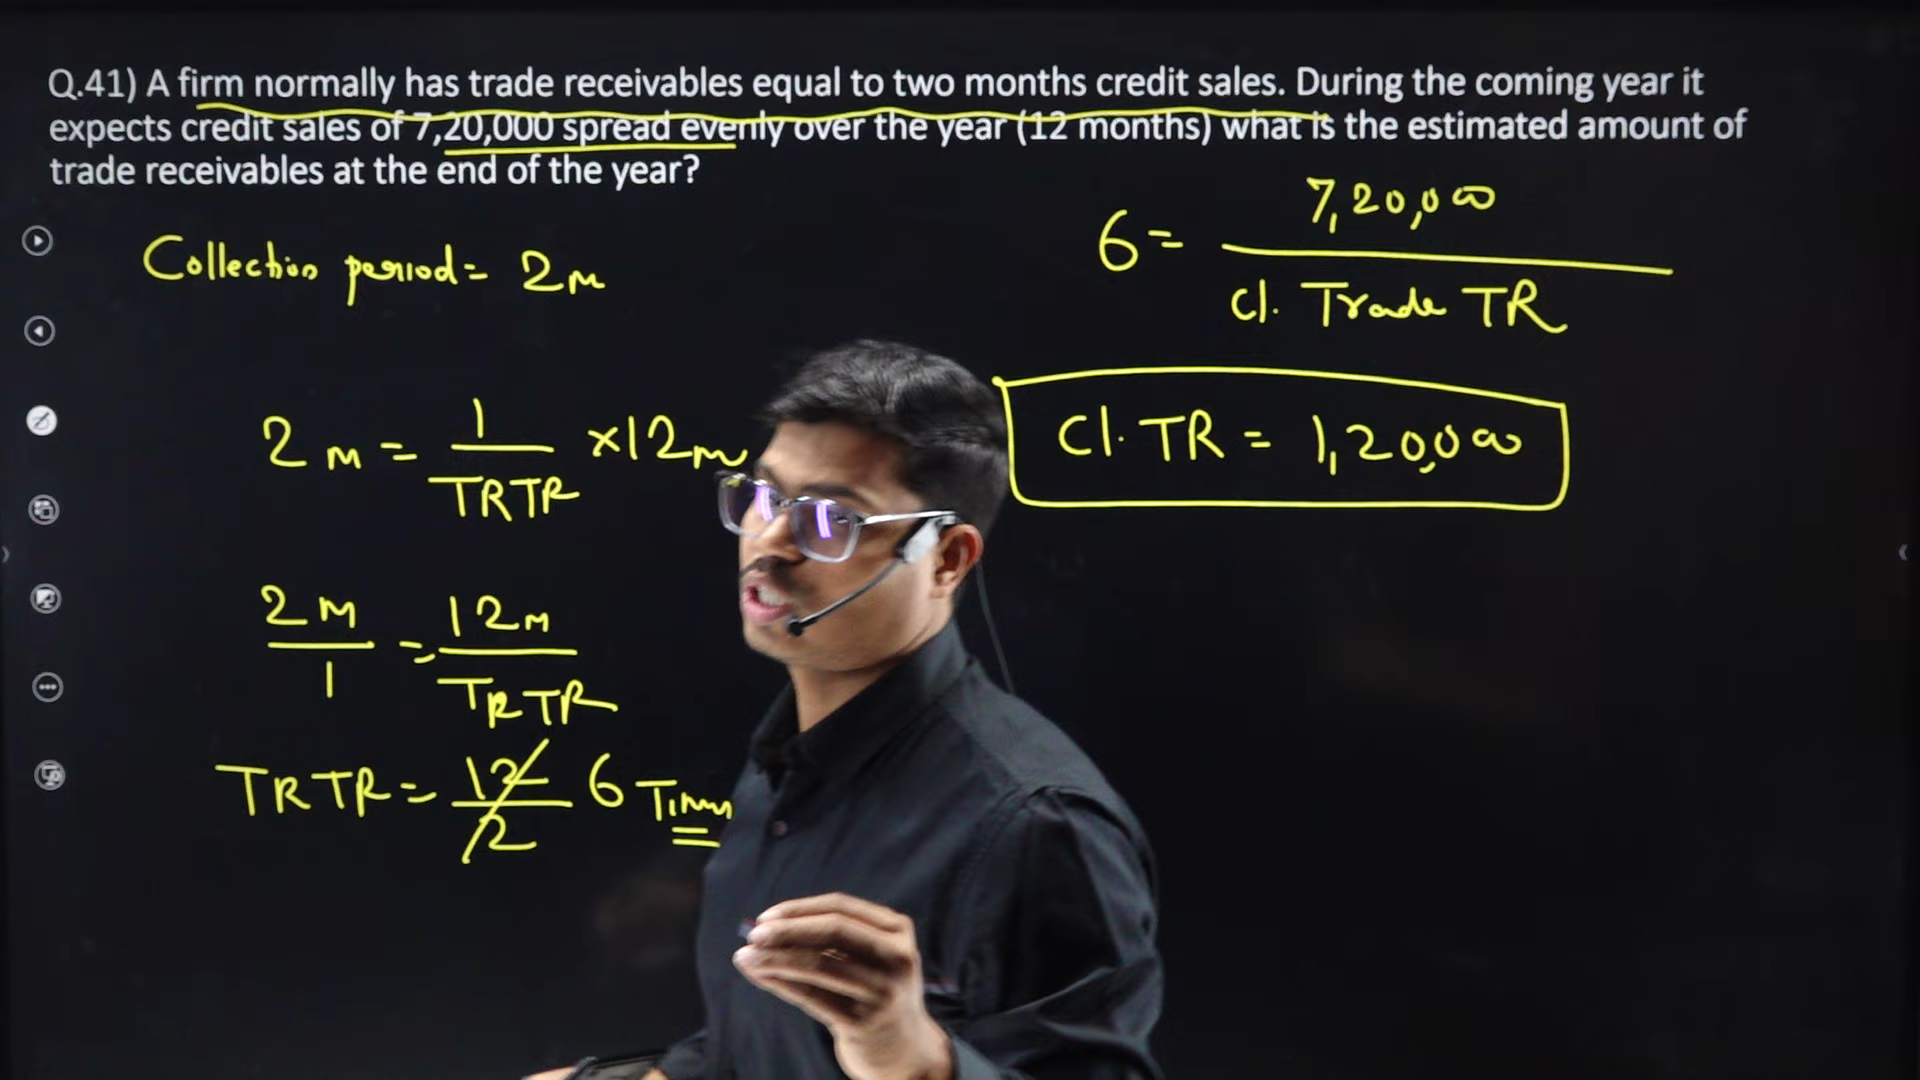 Q.41) A firm normally has trade receivables equal to two months credit sales. During the coming year it
expects credit sales of 7,20,000 spread evenly over the year (12 months) what is the estimated amount of
trade receivables at the end of the year?
Collection period = 2m
2m = 1/TRTR ×12m
2m/1 = 12m/TRTR
TRTR = 12/2 6 Times
6 = 7,20,000/Cl. Trade TR
Cl. TR = 1,20,000